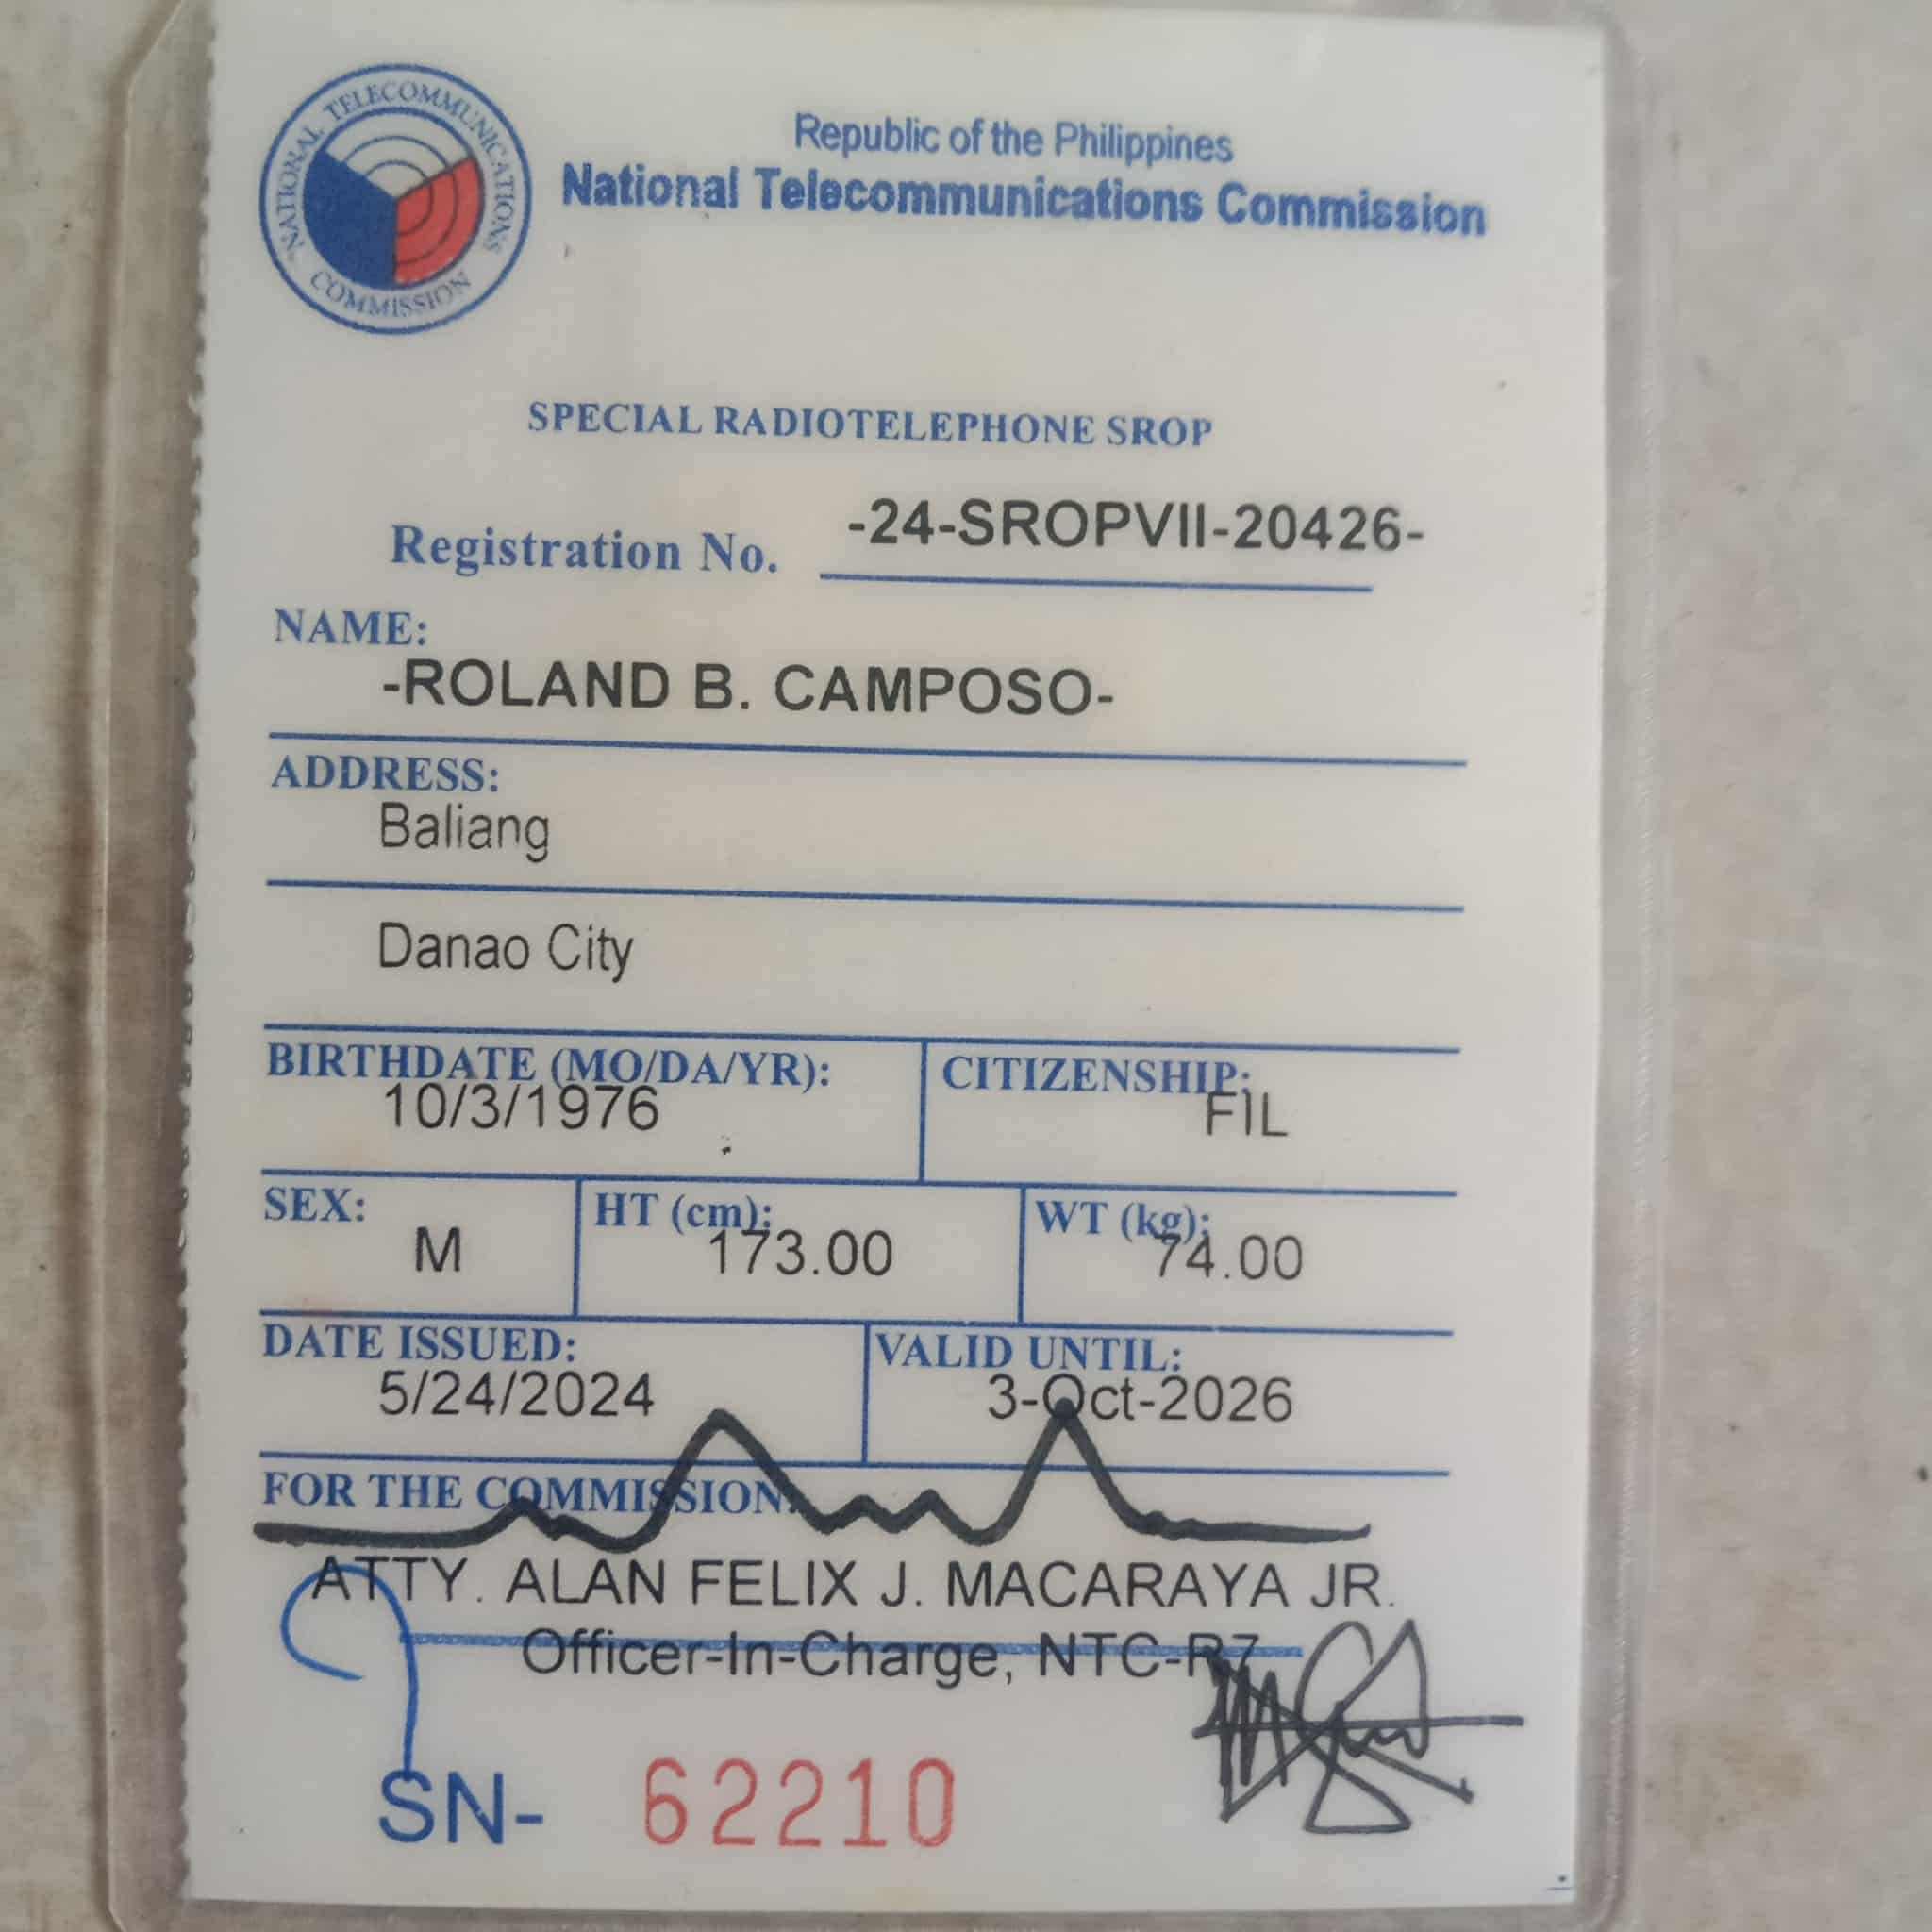 NATIONAL TELECOMMUNICATIONS COMMISSION
Republic of the Philippines
National Telecommunications Commission
SPECIAL RADIOTELEPHONE SROP
Registration No. -24-SROPVII-20426-
NAME:
-ROLAND B. CAMPOSO-
ADDRESS:
Baliang
Danao City
BIRTHDATE (MO/DA/YR): CITIZENSHIP:
10/3/1976 FIL
SEX: HT (cm): WT (kg):
M 173.00 74.00
DATE ISSUED: VALID UNTIL:
5/24/2024 3-Oct-2026
FOR THE COMMISSION:
ATTY. ALAN FELIX J. MACARAYA JR.
Officer-In-Charge, NTC-R7
SN- 62210